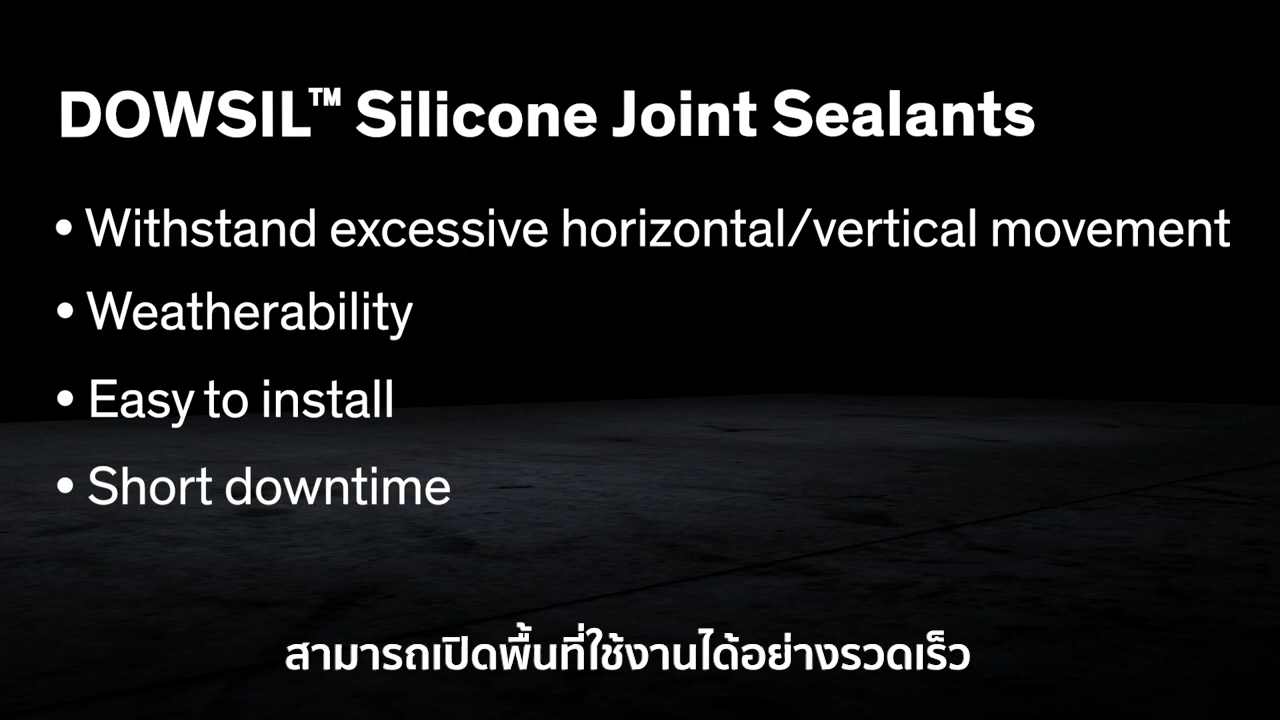 DOWSIL™ Silicone Joint Sealants
• Withstand excessive horizontal/vertical movement
• Weatherability
• Easy to install
• Short downtime
สามารถเปิดพื้นที่ใช้งานได้อย่างรวดเร็ว